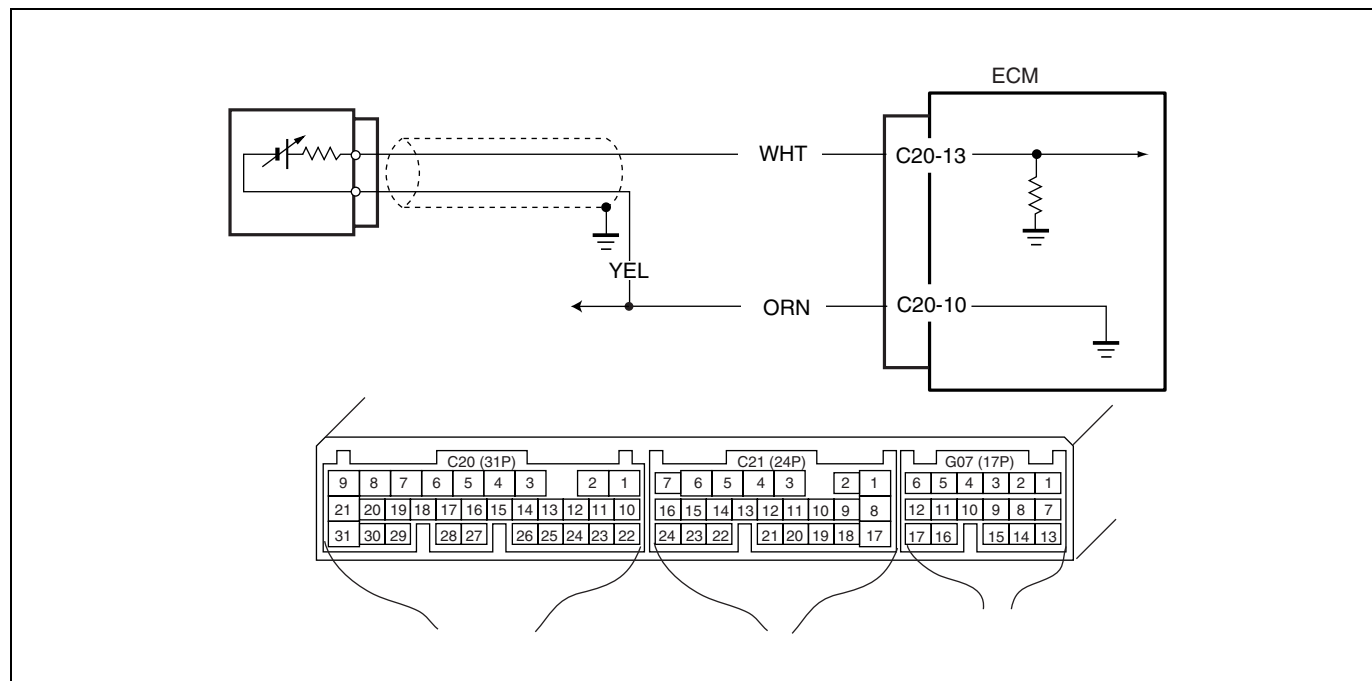 ECM
WHT C20-13
YEL
ORN C20-10
C20 (31P) C21 (24P) G07 (17P)
9 8 7 6 5 4 3 2 1 7 6 5 4 3 2 1 6 5 4 3 2 1
21 20 19 18 17 16 15 14 13 12 11 10 16 15 14 13 12 11 10 9 8 12 11 10 9 8 7
31 30 29 28 27 26 25 24 23 22 24 23 22 21 20 19 18 17 17 16 15 14 13